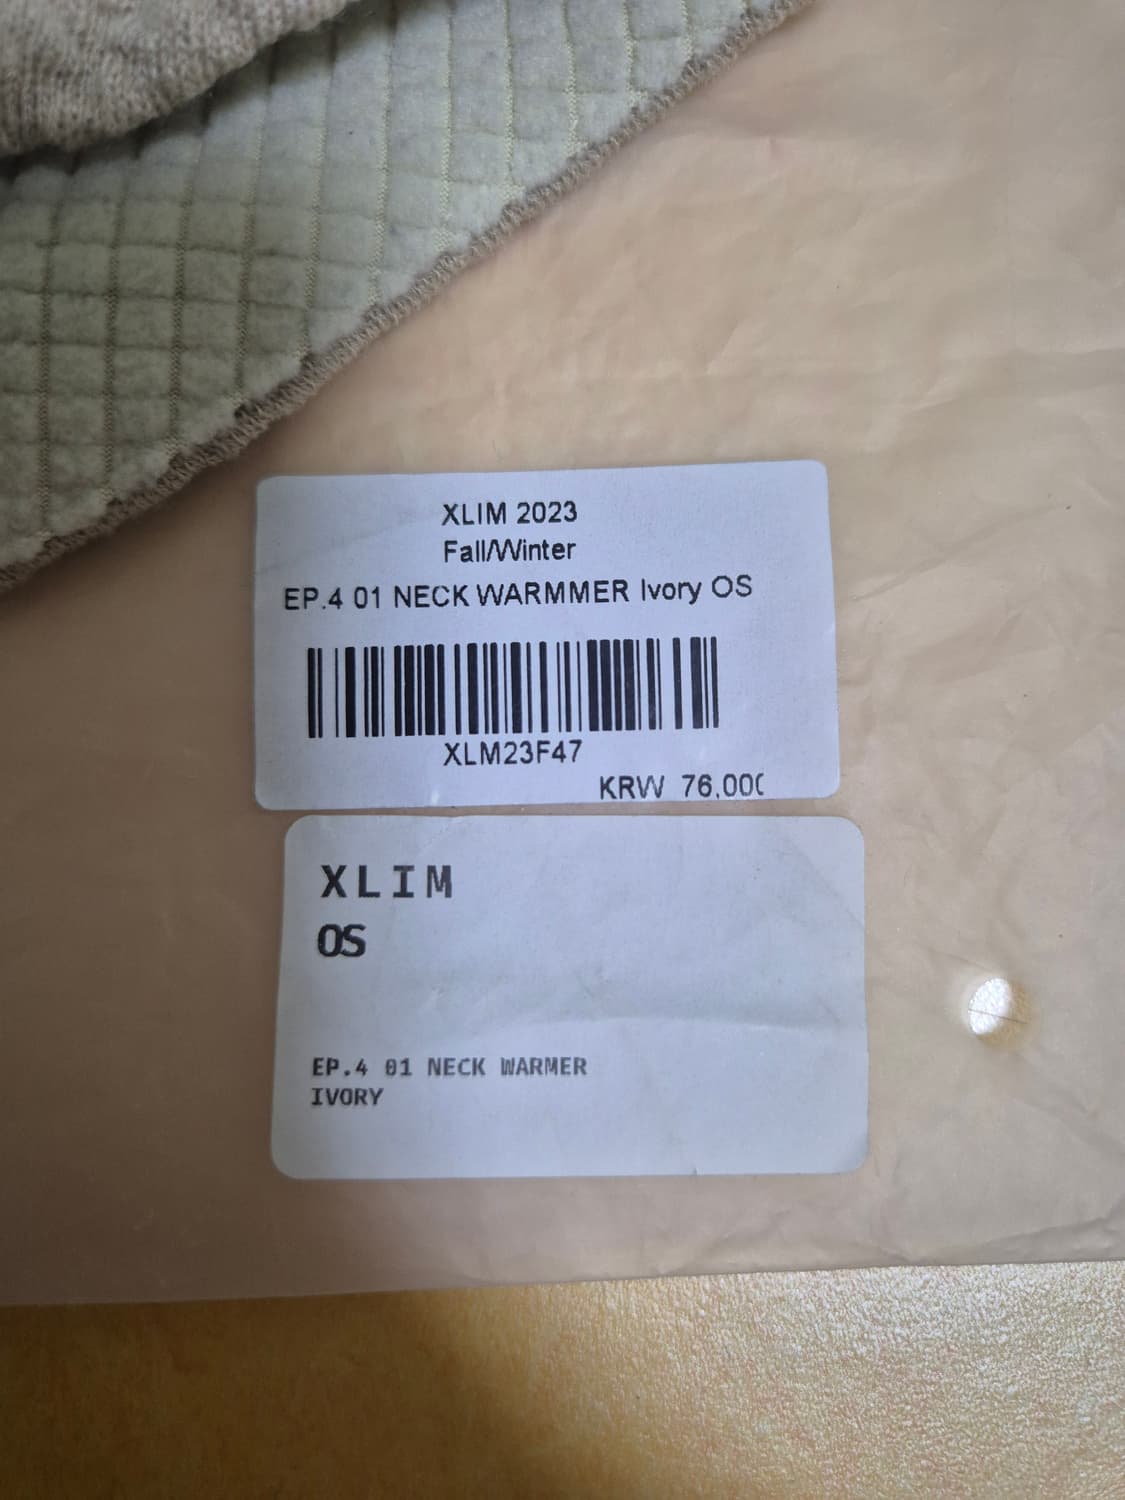 XLIM 2023
Fall/Winter
EP.4 01 NECK WARMMER Ivory OS
XLM23F47
KRW 76,000
XLIM
OS
EP.4 01 NECK WARMER
IVORY